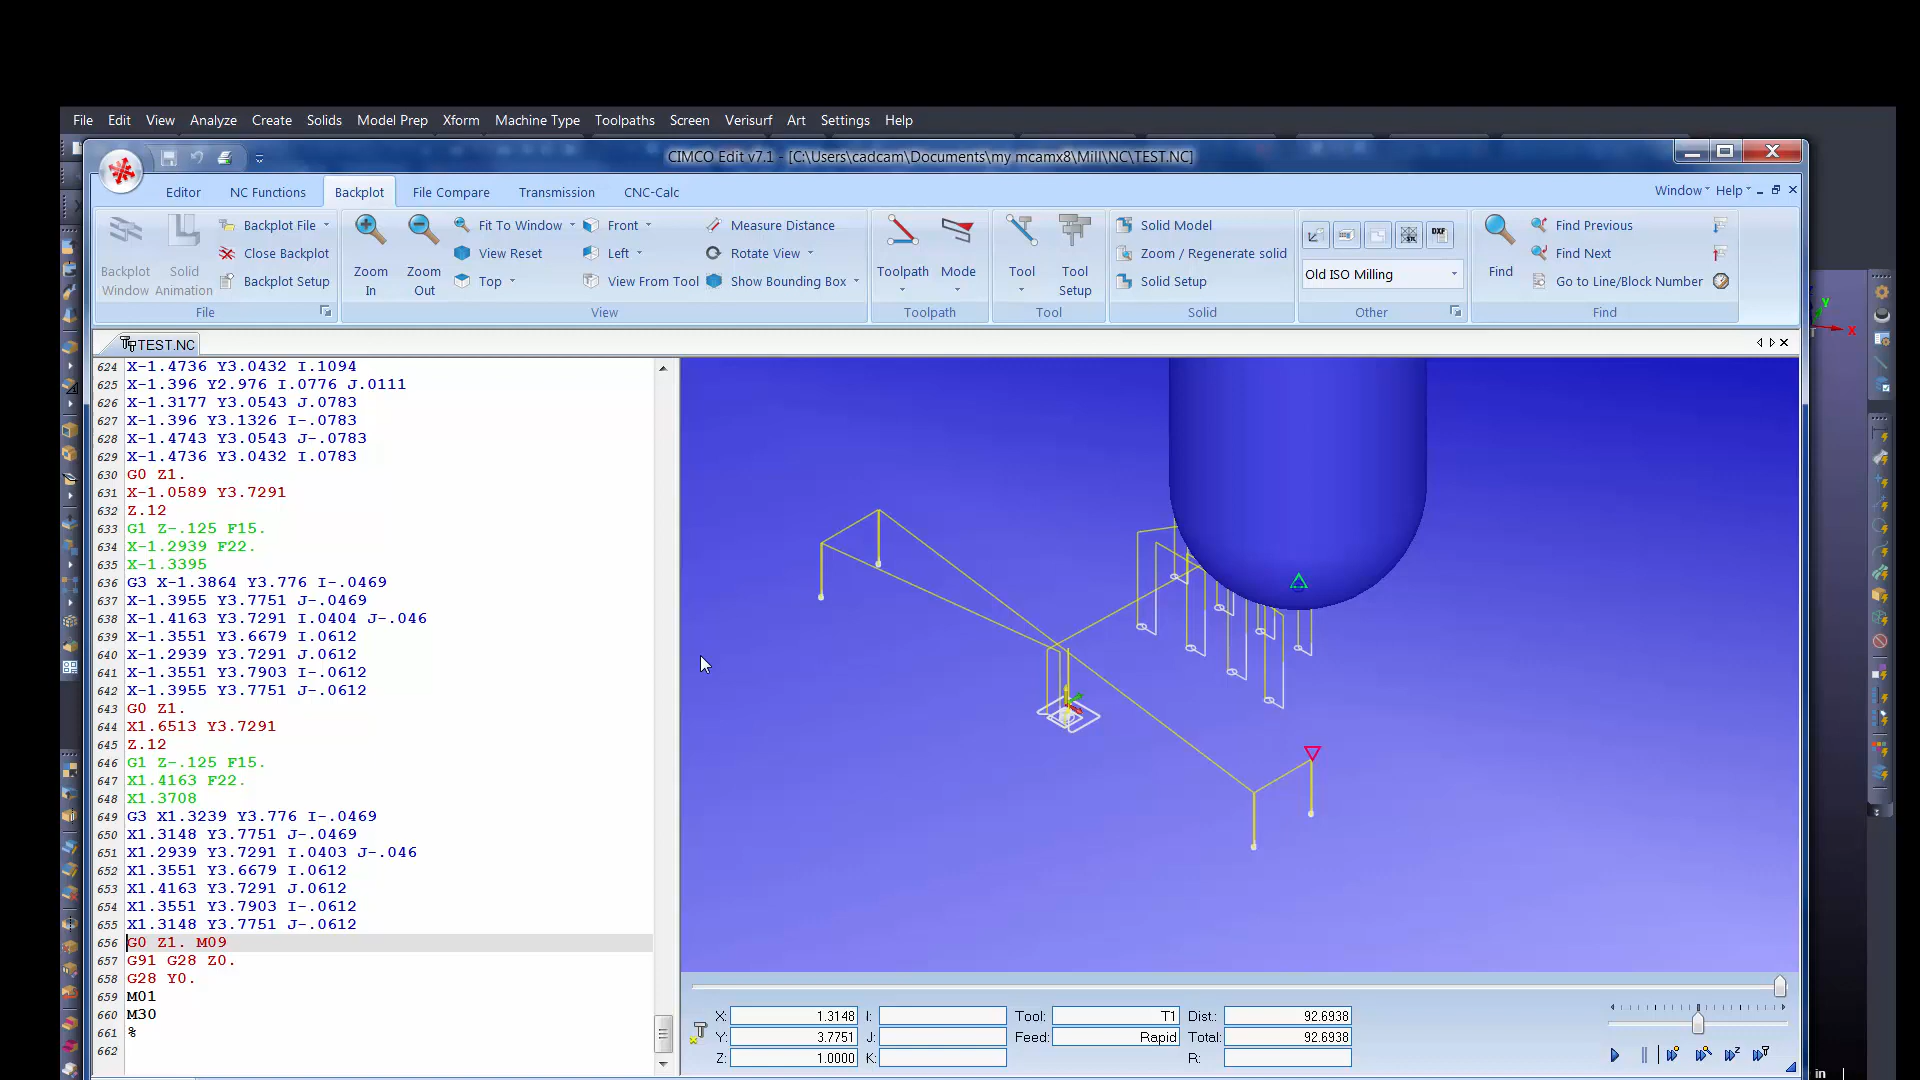 File Edit View Analyze Create Solids Model Prep Xform Machine Type Toolpaths Screen Verisurf Art Settings Help
CIMCO Edit v7.1 - [C:\Users\cadcam\Documents\my mcamx8\Mill\NC\TEST.NC]
Editor NC Functions Backplot File Compare Transmission CNC-Calc Window Help
Backplot Window
Solid Animation
Backplot File
Close Backplot
Backplot Setup
File
Zoom In
Zoom Out
Fit To Window
View Reset
Top
Front
Left
View From Tool
Measure Distance
Rotate View
Show Bounding Box
View
Toolpath
Mode
Toolpath
Tool
Tool Setup
Tool
Solid Model
Zoom / Regenerate solid
Solid Setup
Solid
DXF
Old ISO Milling
Other
Find
Find Previous
Find Next
Go to Line/Block Number
Find
TEST.NC
624 X-1.4736 Y3.0432 I.1094
625 X-1.396 Y2.976 I.0776 J.0111
626 X-1.3177 Y3.0543 J.0783
627 X-1.396 Y3.1326 I-.0783
628 X-1.4743 Y3.0543 J-.0783
629 X-1.4736 Y3.0432 I.0783
630 G0 Z1.
631 X-1.0589 Y3.7291
632 Z.12
633 G1 Z-.125 F15.
634 X-1.2939 F22.
635 X-1.3395
636 G3 X-1.3864 Y3.776 I-.0469
637 X-1.3955 Y3.7751 J-.0469
638 X-1.4163 Y3.7291 I.0404 J-.046
639 X-1.3551 Y3.6679 I.0612
640 X-1.2939 Y3.7291 J.0612
641 X-1.3551 Y3.7903 I-.0612
642 X-1.3955 Y3.7751 J-.0612
643 G0 Z1.
644 X1.6513 Y3.7291
645 Z.12
646 G1 Z-.125 F15.
647 X1.4163 F22.
648 X1.3708
649 G3 X1.3239 Y3.776 I-.0469
650 X1.3148 Y3.7751 J-.0469
651 X1.2939 Y3.7291 I.0403 J-.046
652 X1.3551 Y3.6679 I.0612
653 X1.4163 Y3.7291 J.0612
654 X1.3551 Y3.7903 I-.0612
655 X1.3148 Y3.7751 J-.0612
656 G0 Z1. M09
657 G91 G28 Z0.
658 G28 Y0.
659 M01
660 M30
661 %
662
Y
X
X: 1.3148 I: Tool: T1 Dist.: 92.6938
Y: 3.7751 J: Feed: Rapid Total: 92.6938
Z: 1.0000 K: R:
in